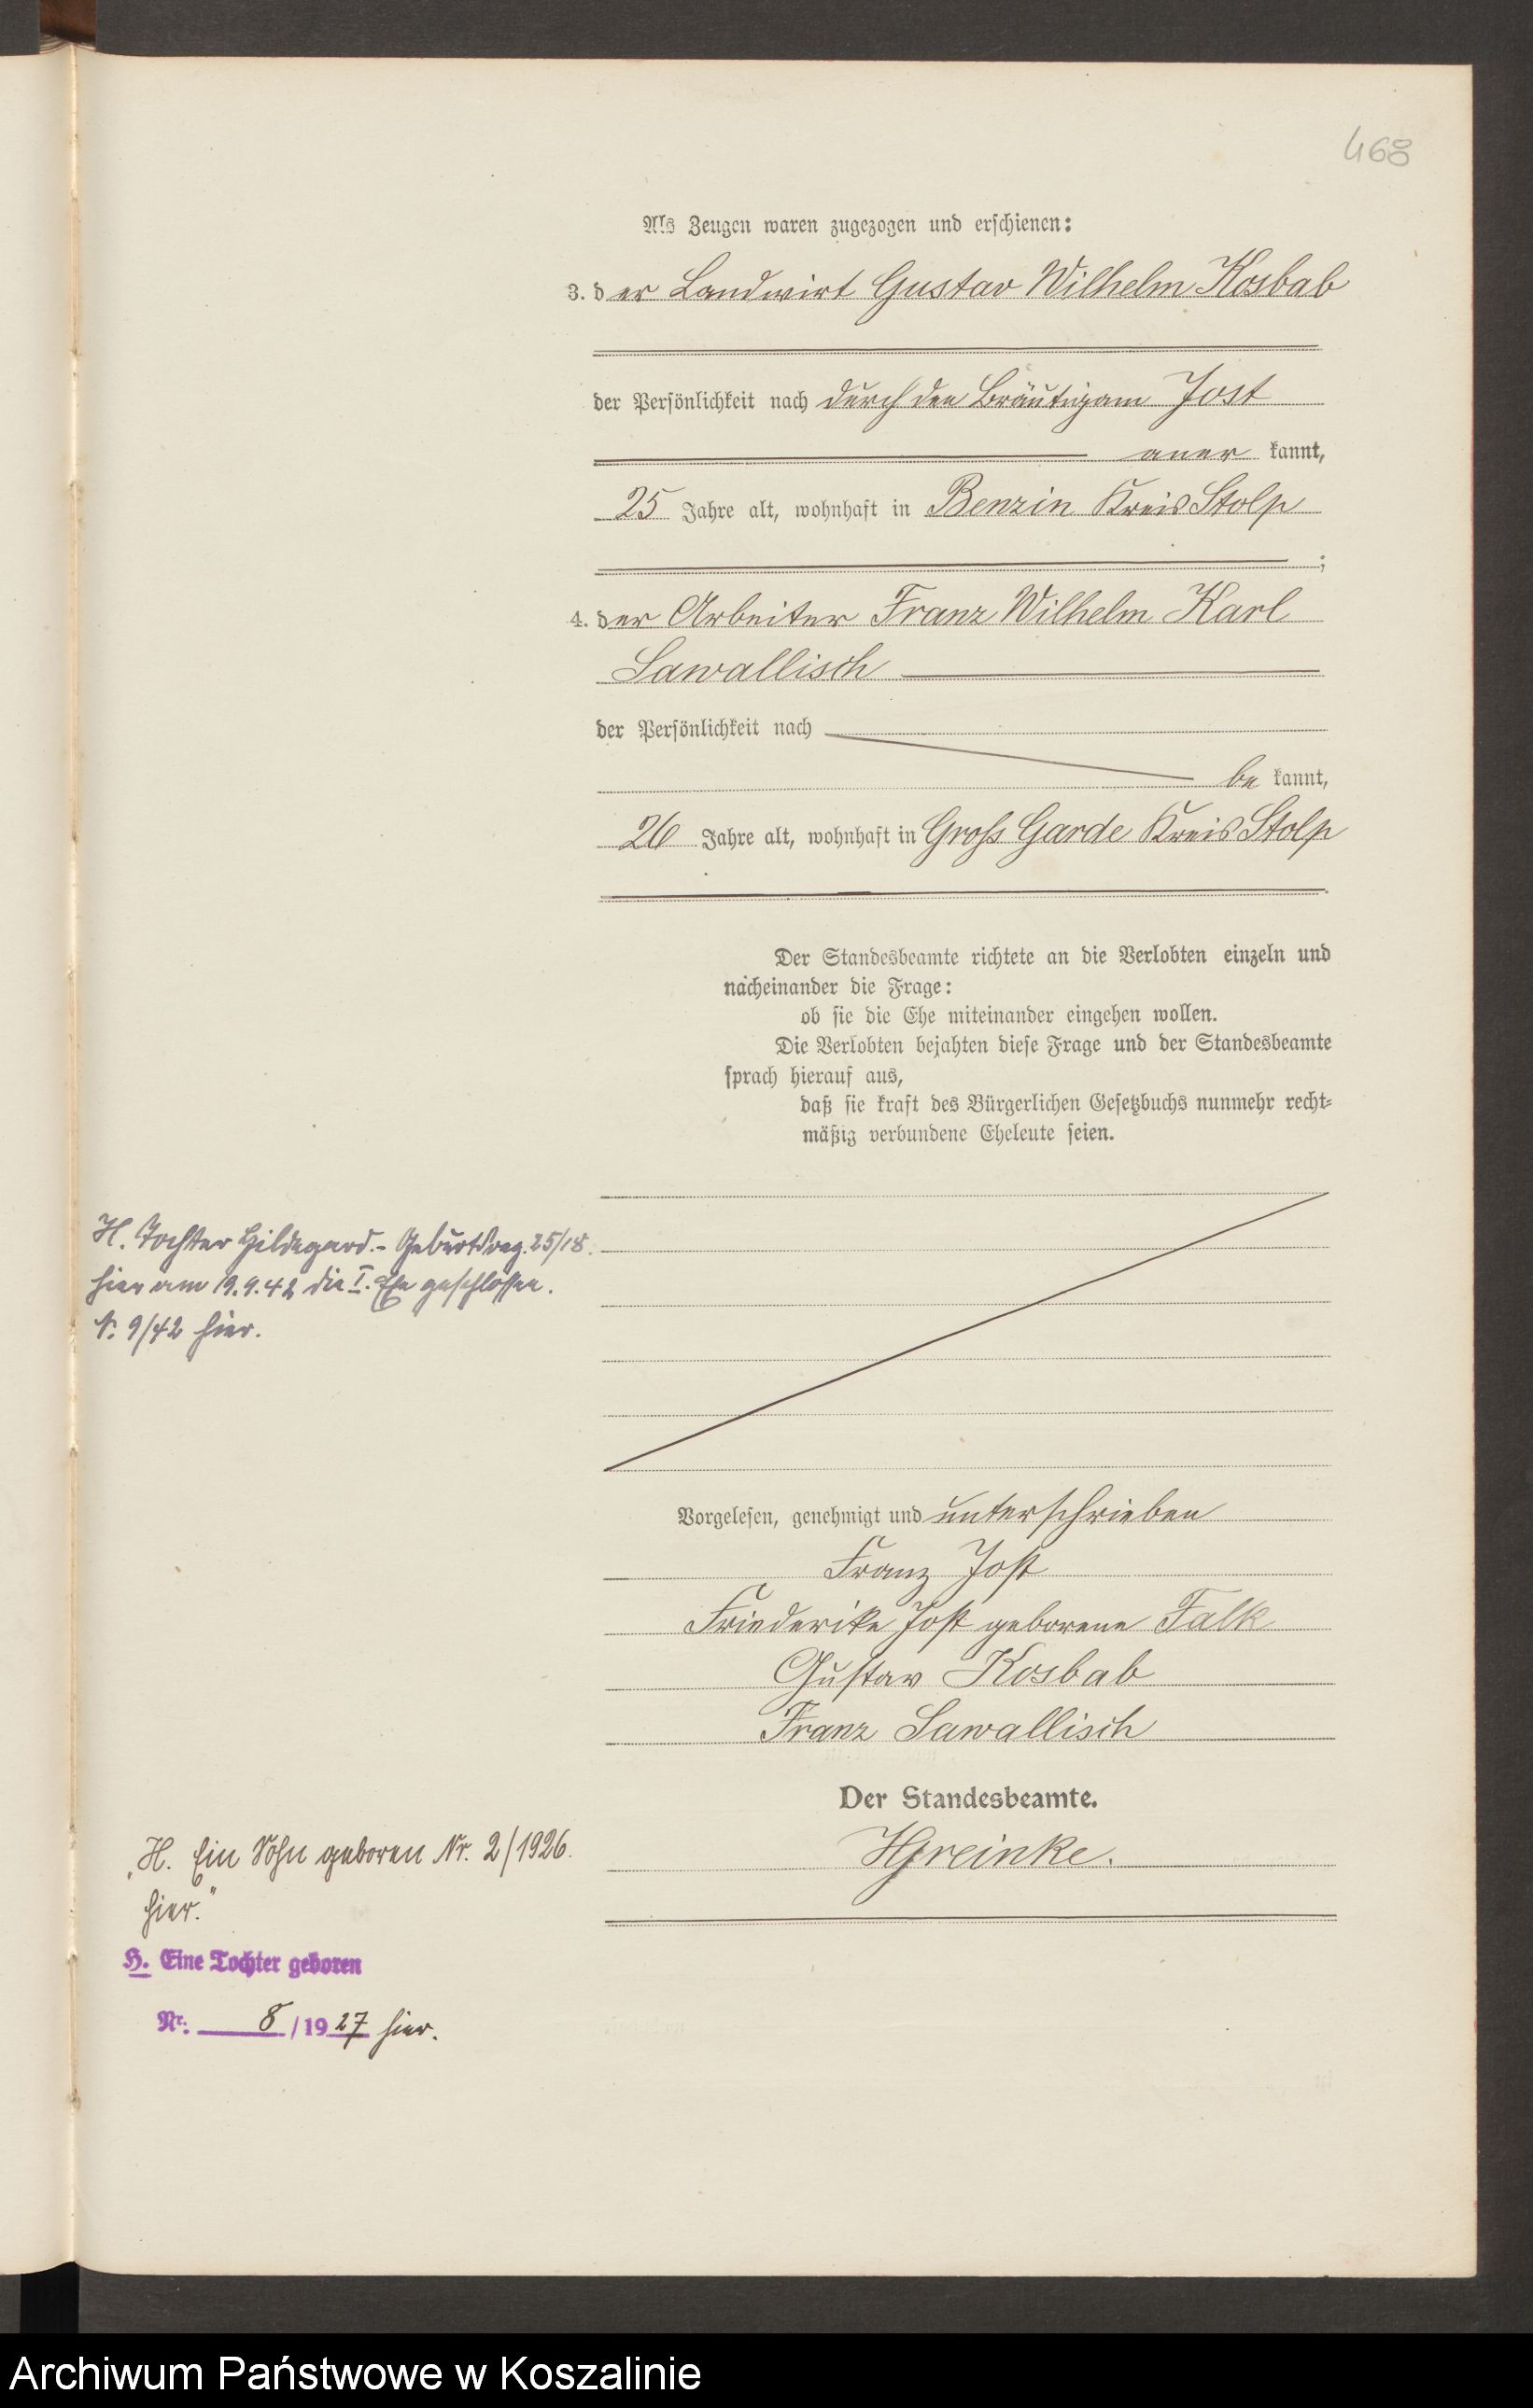 468
Als Zeugen waren zugezogen und erschienen:
3. der Landwirt Gustav Wilhelm Kosbab
der Persönlichkeit nach durch den Bräutigam Jost
aner kannt,
25 Jahre alt, wohnhaft in Benzin Kreis Stolp
;
4. der Arbeiter Franz Wilhelm Karl
Sawallisch
der Persönlichkeit nach
be kannt,
26 Jahre alt, wohnhaft in Groß Garde Kreis Stolp
.
Der Standesbeamte richtete an die Verlobten einzeln und
nacheinander die Frage:
ob sie die Ehe miteinander eingehen wollen.
Die Verlobten bejahten diese Frage und der Standesbeamte
sprach hierauf aus,
daß sie kraft des Bürgerlichen Gesetzbuchs nunmehr recht-
mäßig verbundene Eheleute seien.
H. Tochter Hildegard.- Geburtsreg. 25/18.
hier am 19.9.42 die I. Ehe geschlossen.
N. 9/42 hier.
Vorgelesen, genehmigt und unterschrieben
Franz Jost
Friederike Jost geborene Falk
Gustav Kosbab
Franz Sawallisch
Der Standesbeamte.
HGreinke.
„H. Ein Sohn geboren Nr. 2/1926.
hier."
H. Eine Tochter geboren
Nr. 8/1927 hier.
Archiwum Państwowe w Koszalinie